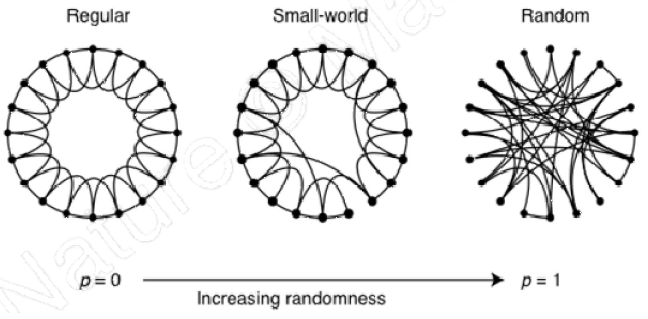 Regular
Small-world
Random
p = 0
p = 1
Increasing randomness